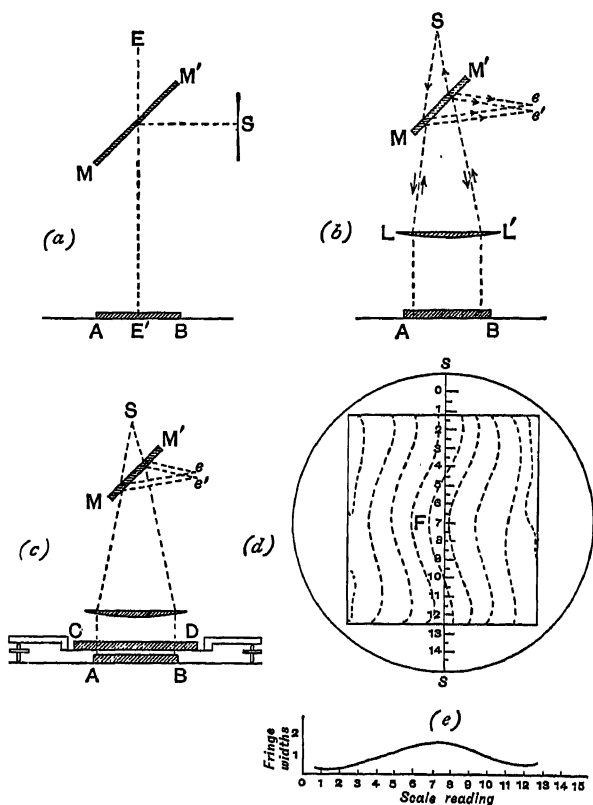 E
M'
S
M
(a)
A E' B
S
M'
e
e'
M
(b)
L L'
A B
S
M'
e
e'
M
(c)
C D
A B
(d)
S
0
1
2
3
4
5
6
F 7
8
9
10
11
12
13
14
S
(e)
Fringe
widths
2
1
0 1 2 3 4 5 6 7 8 9 10 11 12 13 14 15
Scale reading